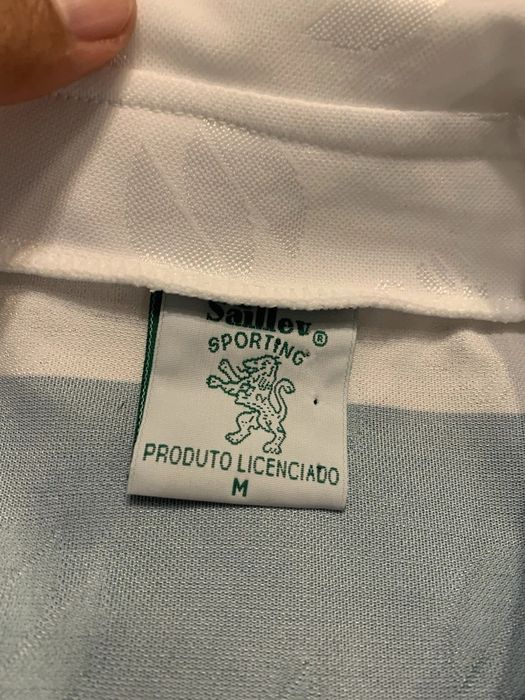 Saillev®
SPORTING
PRODUTO LICENCIADO
M